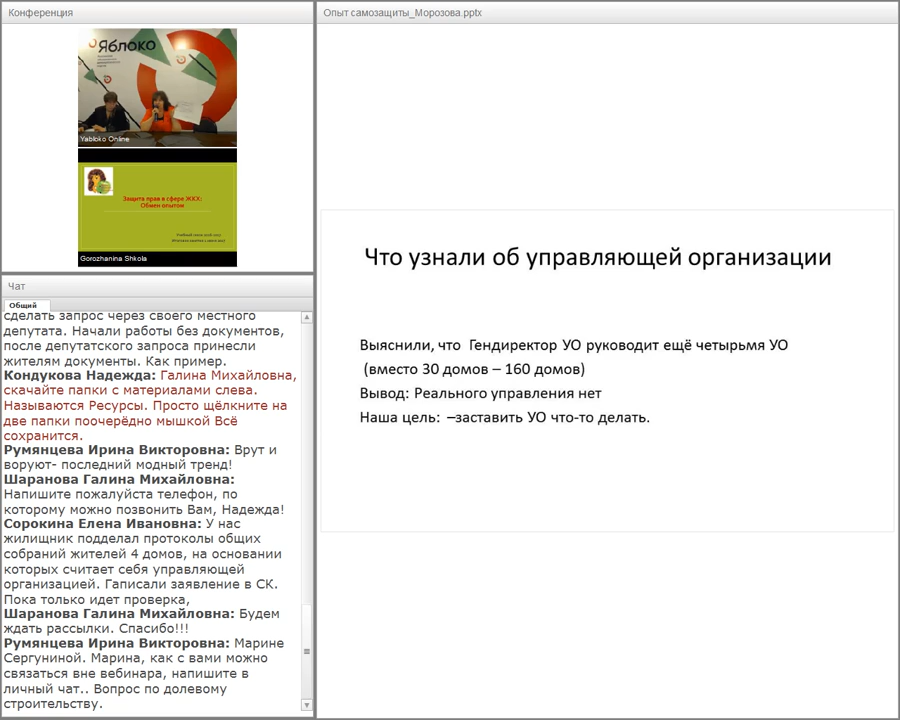 Конференция
Яблоко
Yabloko Online
Защита прав в сфере ЖКХ:
Обмен опытом
Gorozhanina Shkola
Чат
Общий
сделать запрос через своего местного
депутата. Начали работы без документов,
после депутатского запроса принесли
жителям документы. Как пример.
Кондукова Надежда: Галина Михайловна,
скачайте папки с материалами слева.
Называются Ресурсы. Просто щёлкните на
две папки поочерёдно мышкой Всё
сохранится.
Румянцева Ирина Викторовна: Врут и
воруют- последний модный тренд!
Шаранова Галина Михайловна:
Напишите пожалуйста телефон, по
которому можно позвонить Вам, Надежда!
Сорокина Елена Ивановна: У нас
жилищник подделал протоколы общих
собраний жителей 4 домов, на основании
которых считает себя управляющей
организацией. Гаписали заявление в СК.
Пока только идет проверка,
Шаранова Галина Михайловна: Будем
ждать рассылки. Спасибо!!!
Румянцева Ирина Викторовна: Марине
Сергуниной. Марина, как с вами можно
связаться вне вебинара, напишите в
личный чат.. Вопрос по долевому
строительству.
Опыт самозащиты_Морозова.pptx
Что узнали об управляющей организации
Выяснили, что Гендиректор УО руководит ещё четырьмя УО
(вместо 30 домов – 160 домов)
Вывод: Реального управления нет
Наша цель: –заставить УО что-то делать.